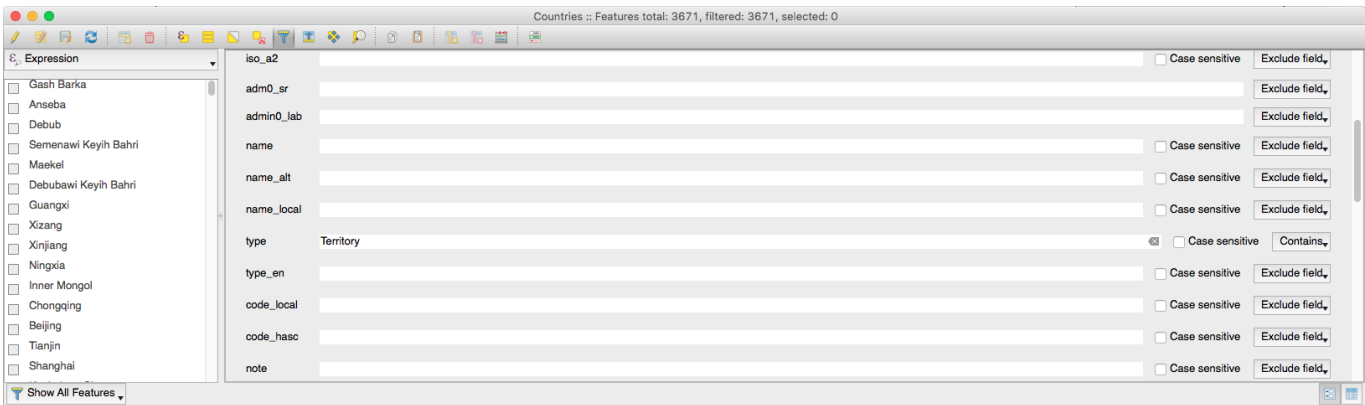 Countries :: Features total: 3671, filtered: 3671, selected: 0
Expression
Gash Barka
Anseba
Debub
Semenawi Keyih Bahri
Maekel
Debubawi Keyih Bahri
Guangxi
Xizang
Xinjiang
Ningxia
Inner Mongol
Chongqing
Beijing
Tianjin
Shanghai
iso_a2 Case sensitive Exclude field
adm0_sr Exclude field
admin0_lab Exclude field
name Case sensitive Exclude field
name_alt Case sensitive Exclude field
name_local Case sensitive Exclude field
type Territory Case sensitive Contains
type_en Case sensitive Exclude field
code_local Case sensitive Exclude field
code_hasc Case sensitive Exclude field
note Case sensitive Exclude field
Show All Features